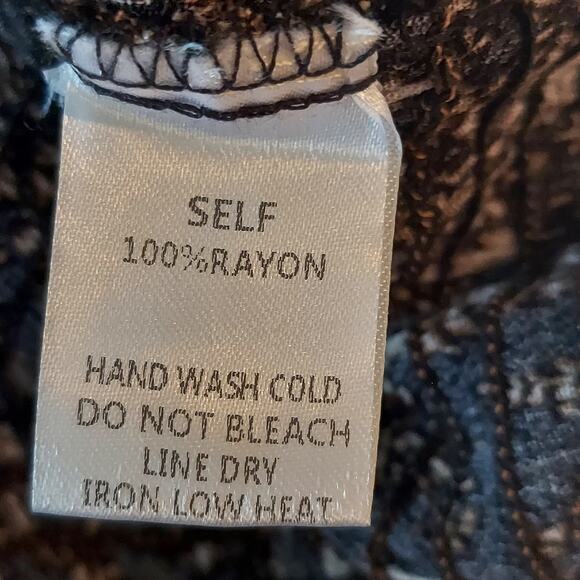 SELF
100%RAYON
HAND WASH COLD
DO NOT BLEACH
LINE DRY
IRON LOW HEAT